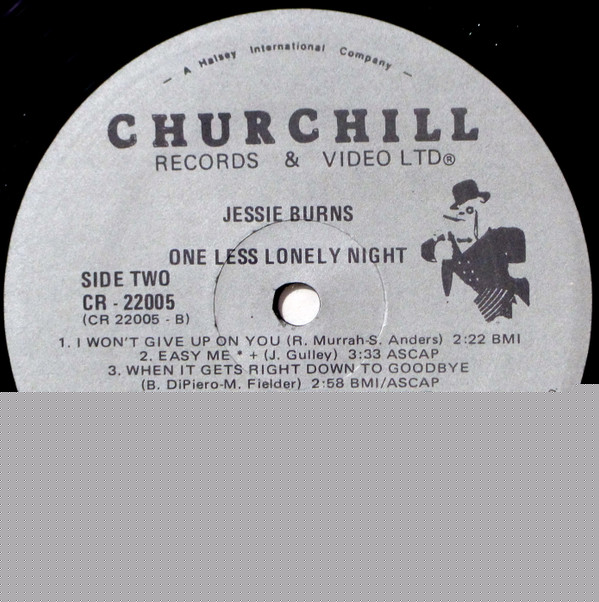 — A Halsey International Company —
CHURCHILL
RECORDS & VIDEO LTD®
JESSIE BURNS
ONE LESS LONELY NIGHT
SIDE TWO
CR - 22005
(CR 22005 - B)
1. I WON'T GIVE UP ON YOU (R. Murrah-S. Anders) 2:22 BMI
2. EASY ME * + (J. Gulley) 3:33 ASCAP
3. WHEN IT GETS RIGHT DOWN TO GOODBYE
(B. DiPiero-M. Fielder) 2:58 BMI/ASCAP